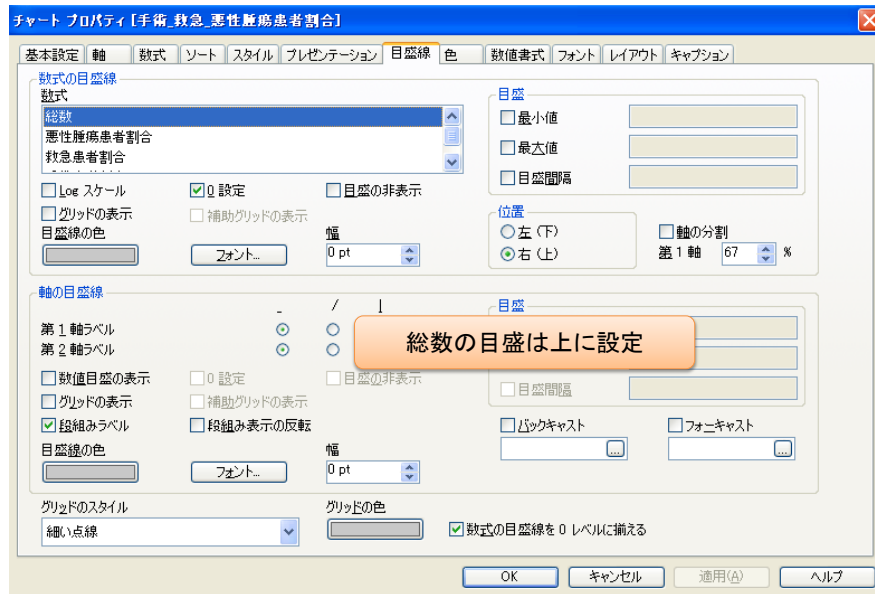 チャート プロパティ [手術_救急_悪性腫瘍患者割合]
基本設定 軸 数式 ソート スタイル プレゼンテーション 目盛線 色 数値書式 フォント レイアウト キャプション
数式の目盛線
数式
総数
悪性腫瘍患者割合
救急患者割合
Log スケール
0 設定
目盛の非表示
グリッドの表示
補助グリッドの表示
目盛線の色
フォント...
幅
0 pt
目盛
最小値
最大値
目盛間隔
位置
左 (下)
右 (上)
軸の分割
第 1 軸 67 %
軸の目盛線
_ / |
第 1 軸ラベル
第 2 軸ラベル
数値目盛の表示
0 設定
目盛の非表示
グリッドの表示
補助グリッドの表示
段組みラベル
段組み表示の反転
目盛線の色
フォント...
幅
0 pt
目盛
総数の目盛は上に設定
目盛間隔
バックキャスト
...
フォーキャスト
...
グリッドのスタイル
細い点線
グリッドの色
数式の目盛線を 0 レベルに揃える
OK キャンセル 適用(A) ヘルプ